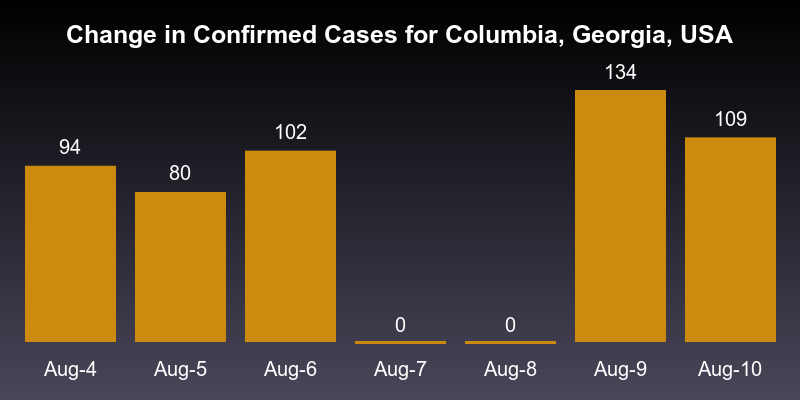 Change in Confirmed Cases for Columbia, Georgia, USA
94
80
102
0
0
134
109
Aug-4
Aug-5
Aug-6
Aug-7
Aug-8
Aug-9
Aug-10